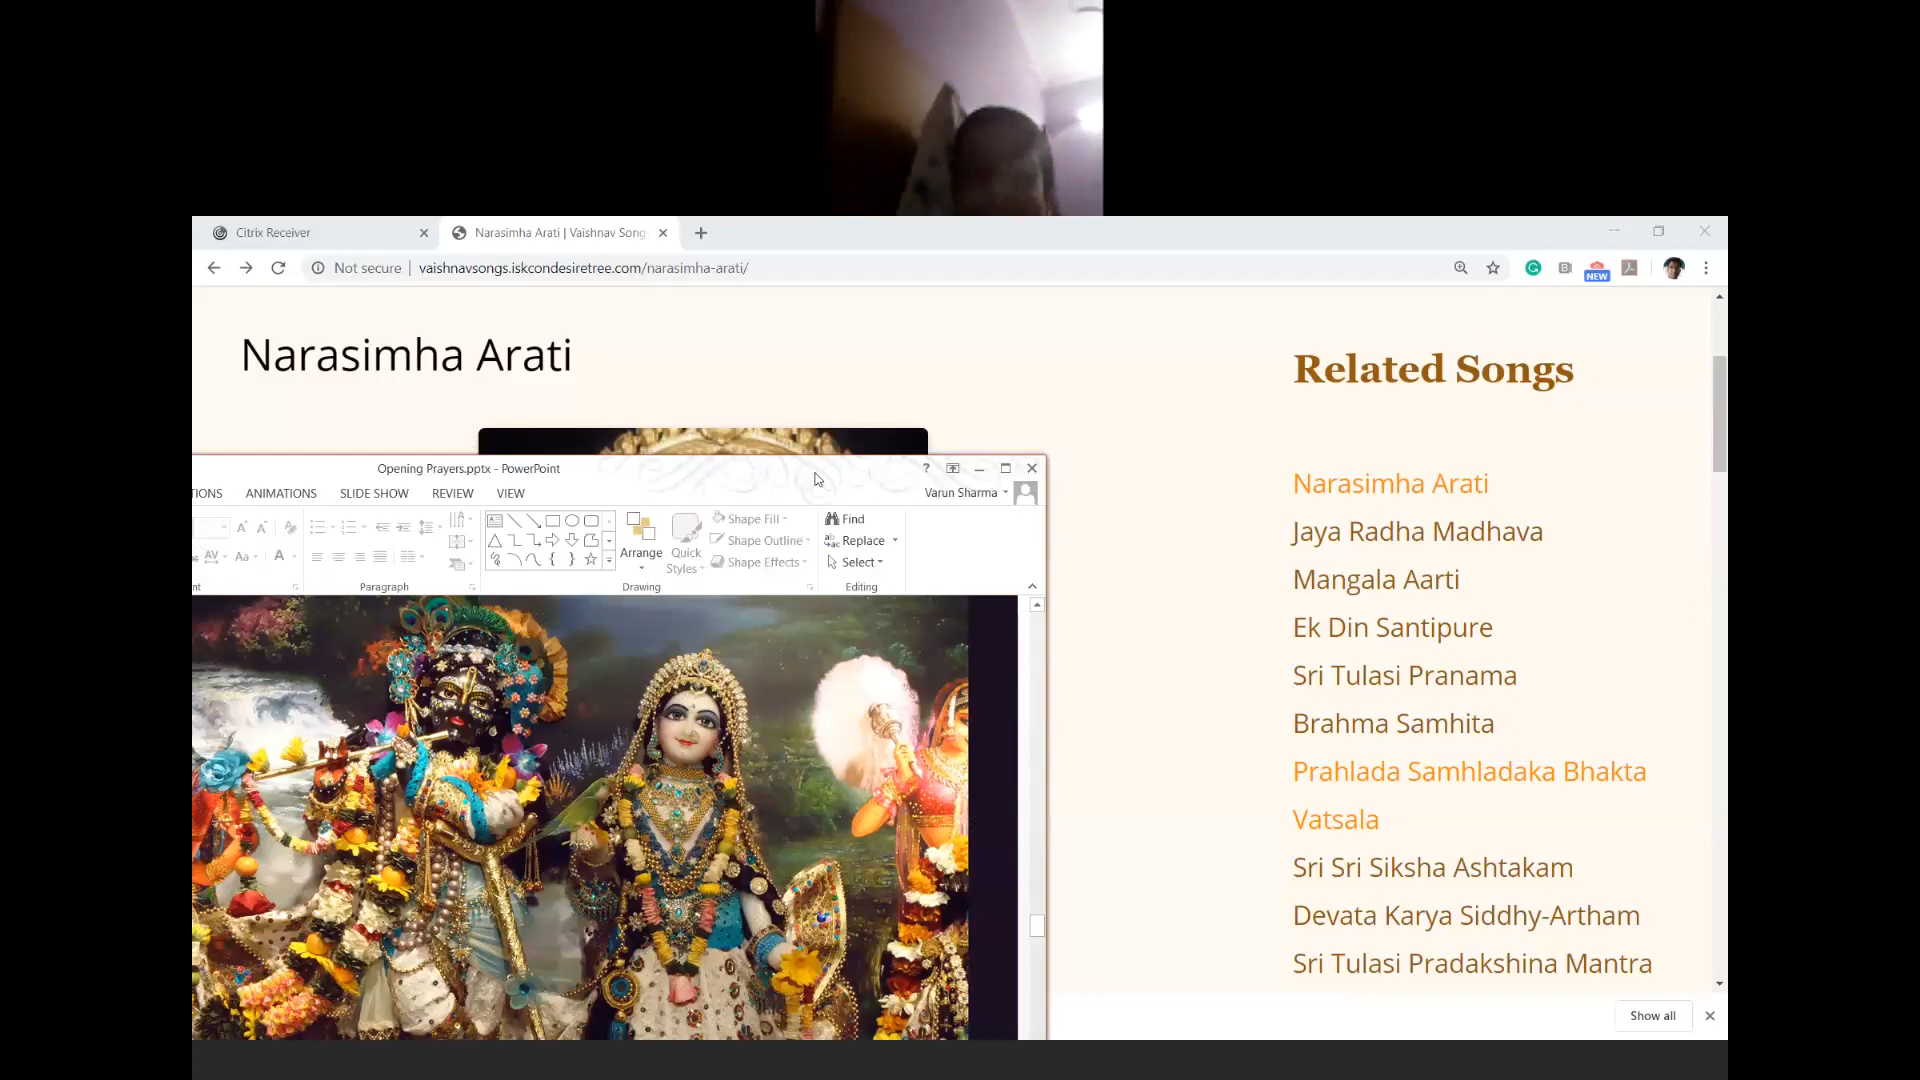 Citrix Receiver
Narasimha Arati | Vaishnav Song
Not secure
vaishnavsongs.iskcondesiretree.com/narasimha-arati/
NEW
Narasimha Arati
Related Songs
Narasimha Arati
Jaya Radha Madhava
Mangala Aarti
Ek Din Santipure
Sri Tulasi Pranama
Brahma Samhita
Prahlada Samhladaka Bhakta
Vatsala
Sri Sri Siksha Ashtakam
Devata Karya Siddhy-Artham
Sri Tulasi Pradakshina Mantra
Show all
Opening Prayers.pptx - PowerPoint
?
TIONS ANIMATIONS SLIDE SHOW REVIEW VIEW
Varun Sharma
AV Aa A
Arrange
Quick
Styles
Shape Fill
Shape Outline
Shape Effects
Find
Replace
Select
nt
Paragraph
Drawing
Editing